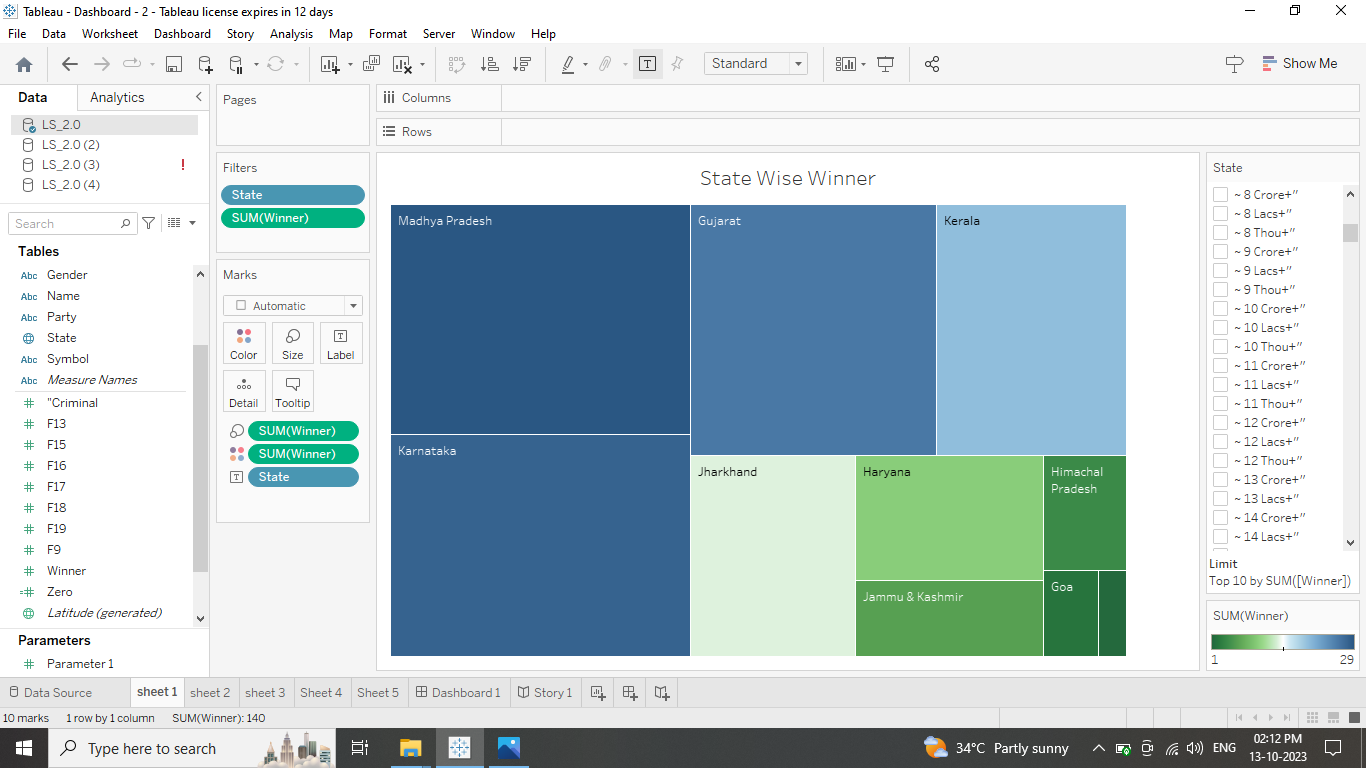 Tableau - Dashboard - 2 - Tableau license expires in 12 days
File Data Worksheet Dashboard Story Analysis Map Format Server Window Help
Standard
Show Me
Data Analytics
LS_2.0
LS_2.0 (2)
LS_2.0 (3) !
LS_2.0 (4)
Search
Tables
Abc Gender
Abc Name
Abc Party
State
Abc Symbol
Abc Measure Names
# "Criminal
# F13
# F15
# F16
# F17
# F18
# F19
# F9
# Winner
=# Zero
Latitude (generated)
Parameters
# Parameter 1
Pages
Filters
State
SUM(Winner)
Marks
Automatic
Color Size Label
Detail Tooltip
SUM(Winner)
SUM(Winner)
State
Columns
Rows
State Wise Winner
Madhya Pradesh
Gujarat
Kerala
Karnataka
Jharkhand
Haryana
Himachal
Pradesh
Jammu & Kashmir
Goa
State
~ 8 Crore+"
~ 8 Lacs+"
~ 8 Thou+"
~ 9 Crore+"
~ 9 Lacs+"
~ 9 Thou+"
~ 10 Crore+"
~ 10 Lacs+"
~ 10 Thou+"
~ 11 Crore+"
~ 11 Lacs+"
~ 11 Thou+"
~ 12 Crore+"
~ 12 Lacs+"
~ 12 Thou+"
~ 13 Crore+"
~ 13 Lacs+"
~ 14 Crore+"
~ 14 Lacs+"
Limit
Top 10 by SUM([Winner])
SUM(Winner)
1 29
Data Source sheet 1 sheet 2 sheet 3 Sheet 4 Sheet 5 Dashboard 1 Story 1
10 marks 1 row by 1 column SUM(Winner): 140
Type here to search
34°C Partly sunny
ENG
02:12 PM
13-10-2023